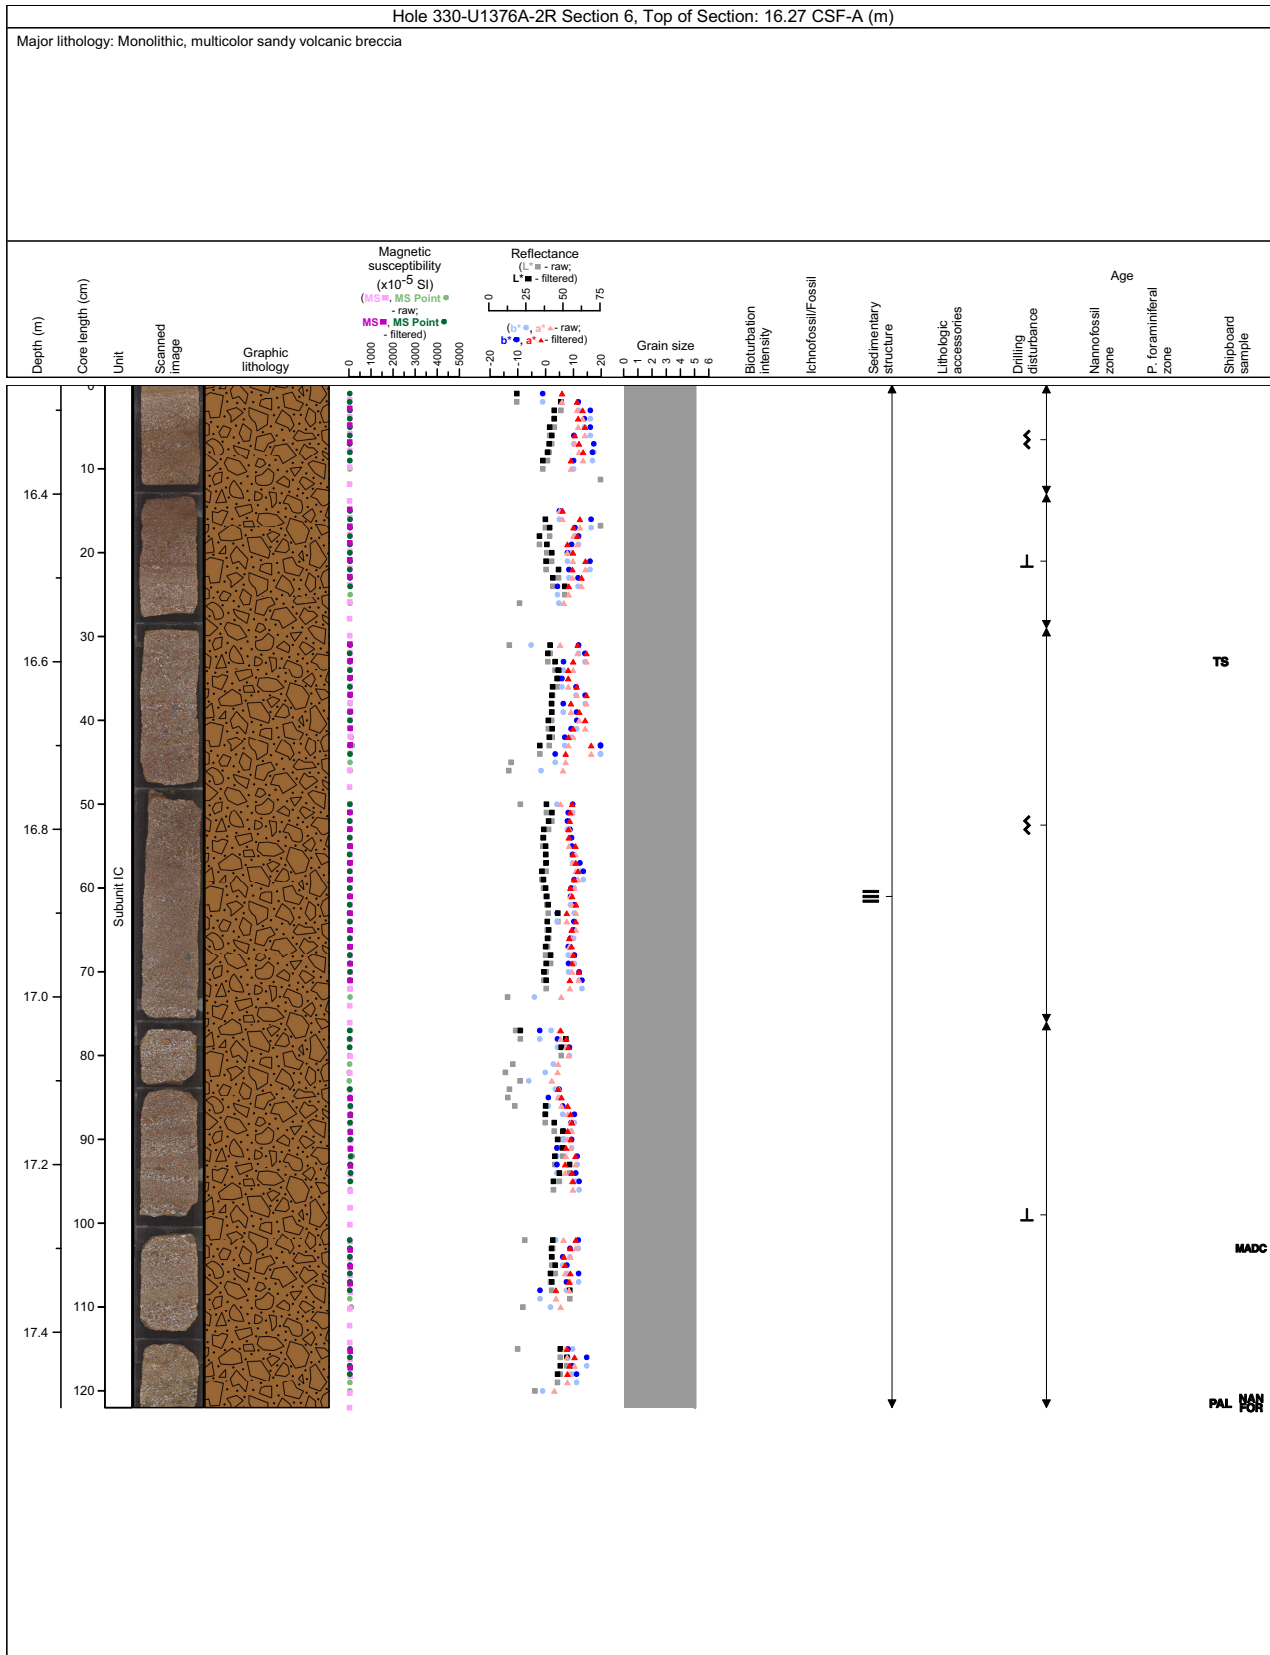 Hole 330-U1376A-2R Section 6, Top of Section: 16.27 CSF-A (m)
Major lithology: Monolithic, multicolor sandy volcanic breccia
Depth (m)
Core length (cm)
Unit
Scanned
image
Graphic
lithology
Magnetic
susceptibility
(x10-5 SI)
(MS, MS Point
- raw;
MS, MS Point
- filtered)
0 1000 2000 3000 4000 5000
Reflectance
(L* - raw;
L* - filtered)
0 25 50 75
(b*, a* - raw;
b*, a* - filtered)
-20 -10 0 10 20
Grain size
0 1 2 3 4 5 6
Bioturbation
intensity
Ichnofossil/Fossil
Sedimentary
structure
Lithologic
accessories
Drilling
disturbance
Age
Nannofossil
zone
P. foraminiferal
zone
Shipboard
sample
0
10
16.4
20
30
16.6
TS
40
50
16.8
60
Subunit IC
70
17.0
80
90
17.2
100
MADC
110
17.4
120
PAL NAN
FOR